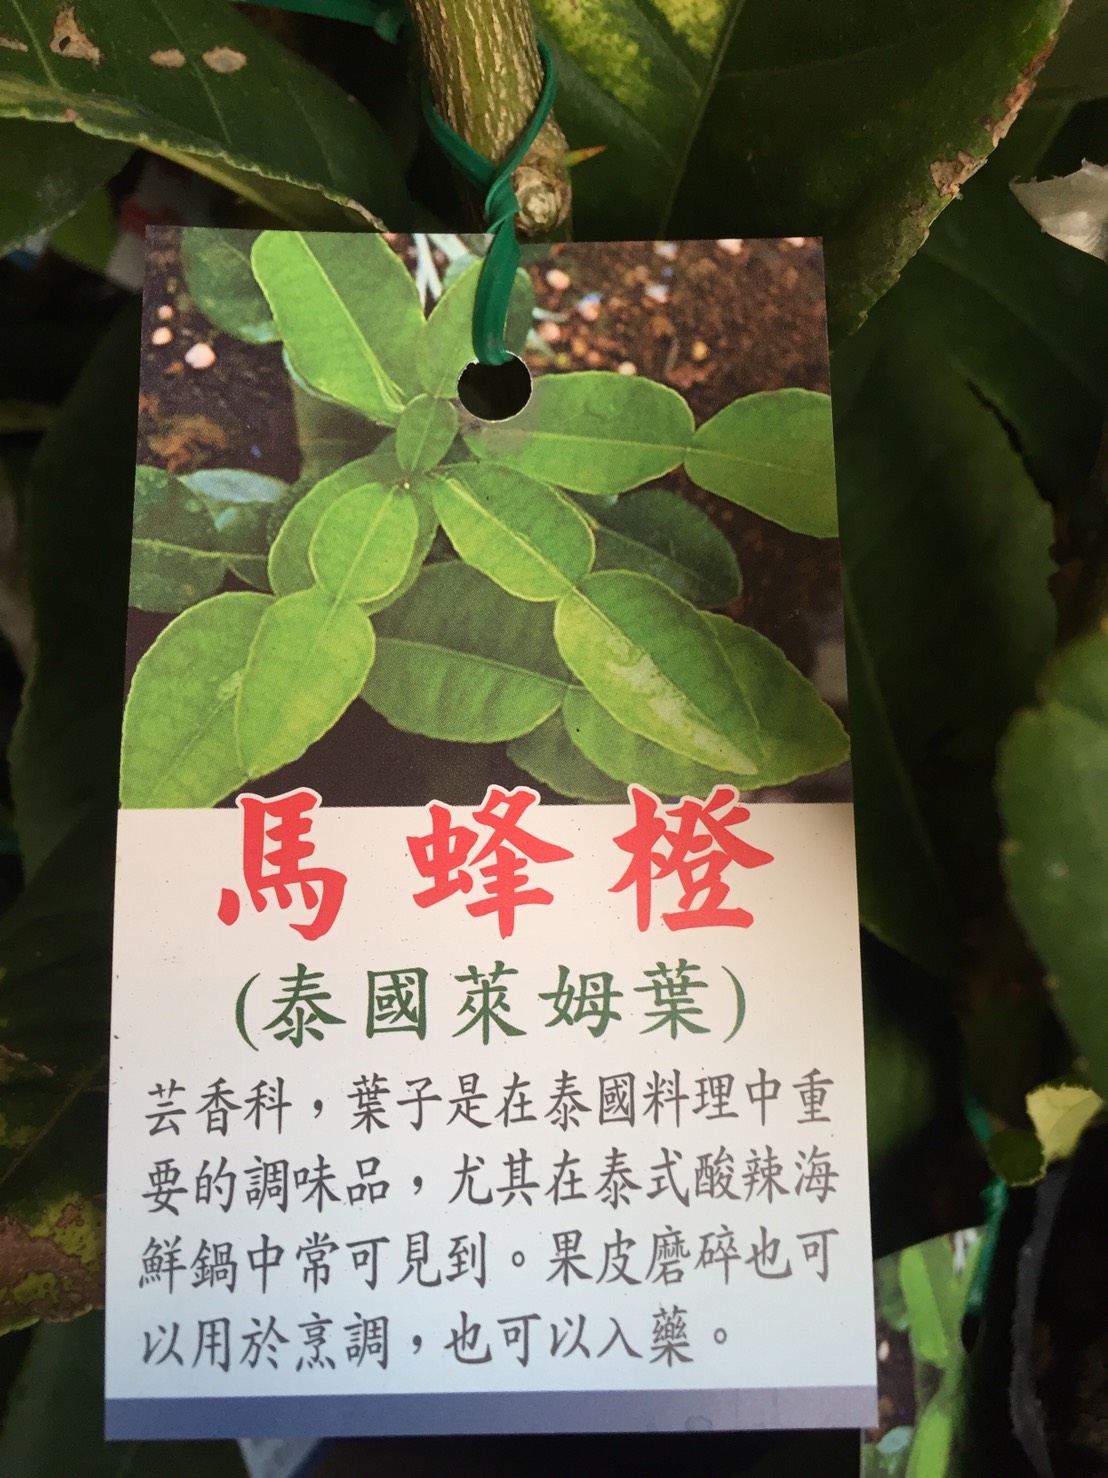 馬蜂橙
(泰國萊姆葉)
芸香科，葉子是在泰國料理中重
要的調味品，尤其在泰式酸辣海
鮮鍋中常可見到。果皮磨碎也可
以用於烹調，也可以入藥。